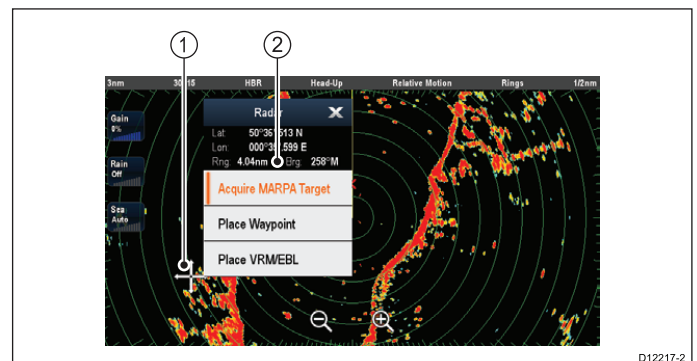 1 2
3nm HBR Head-Up Relative Motion Rings 1/2nm
Gain
0%
Rain
Off
Sea
Auto
Radar X
Lat:
Lon:
Rng: 4.04nm Brg: 258°M
Acquire MARPA Target
Place Waypoint
Place VRM/EBL
D12217-2